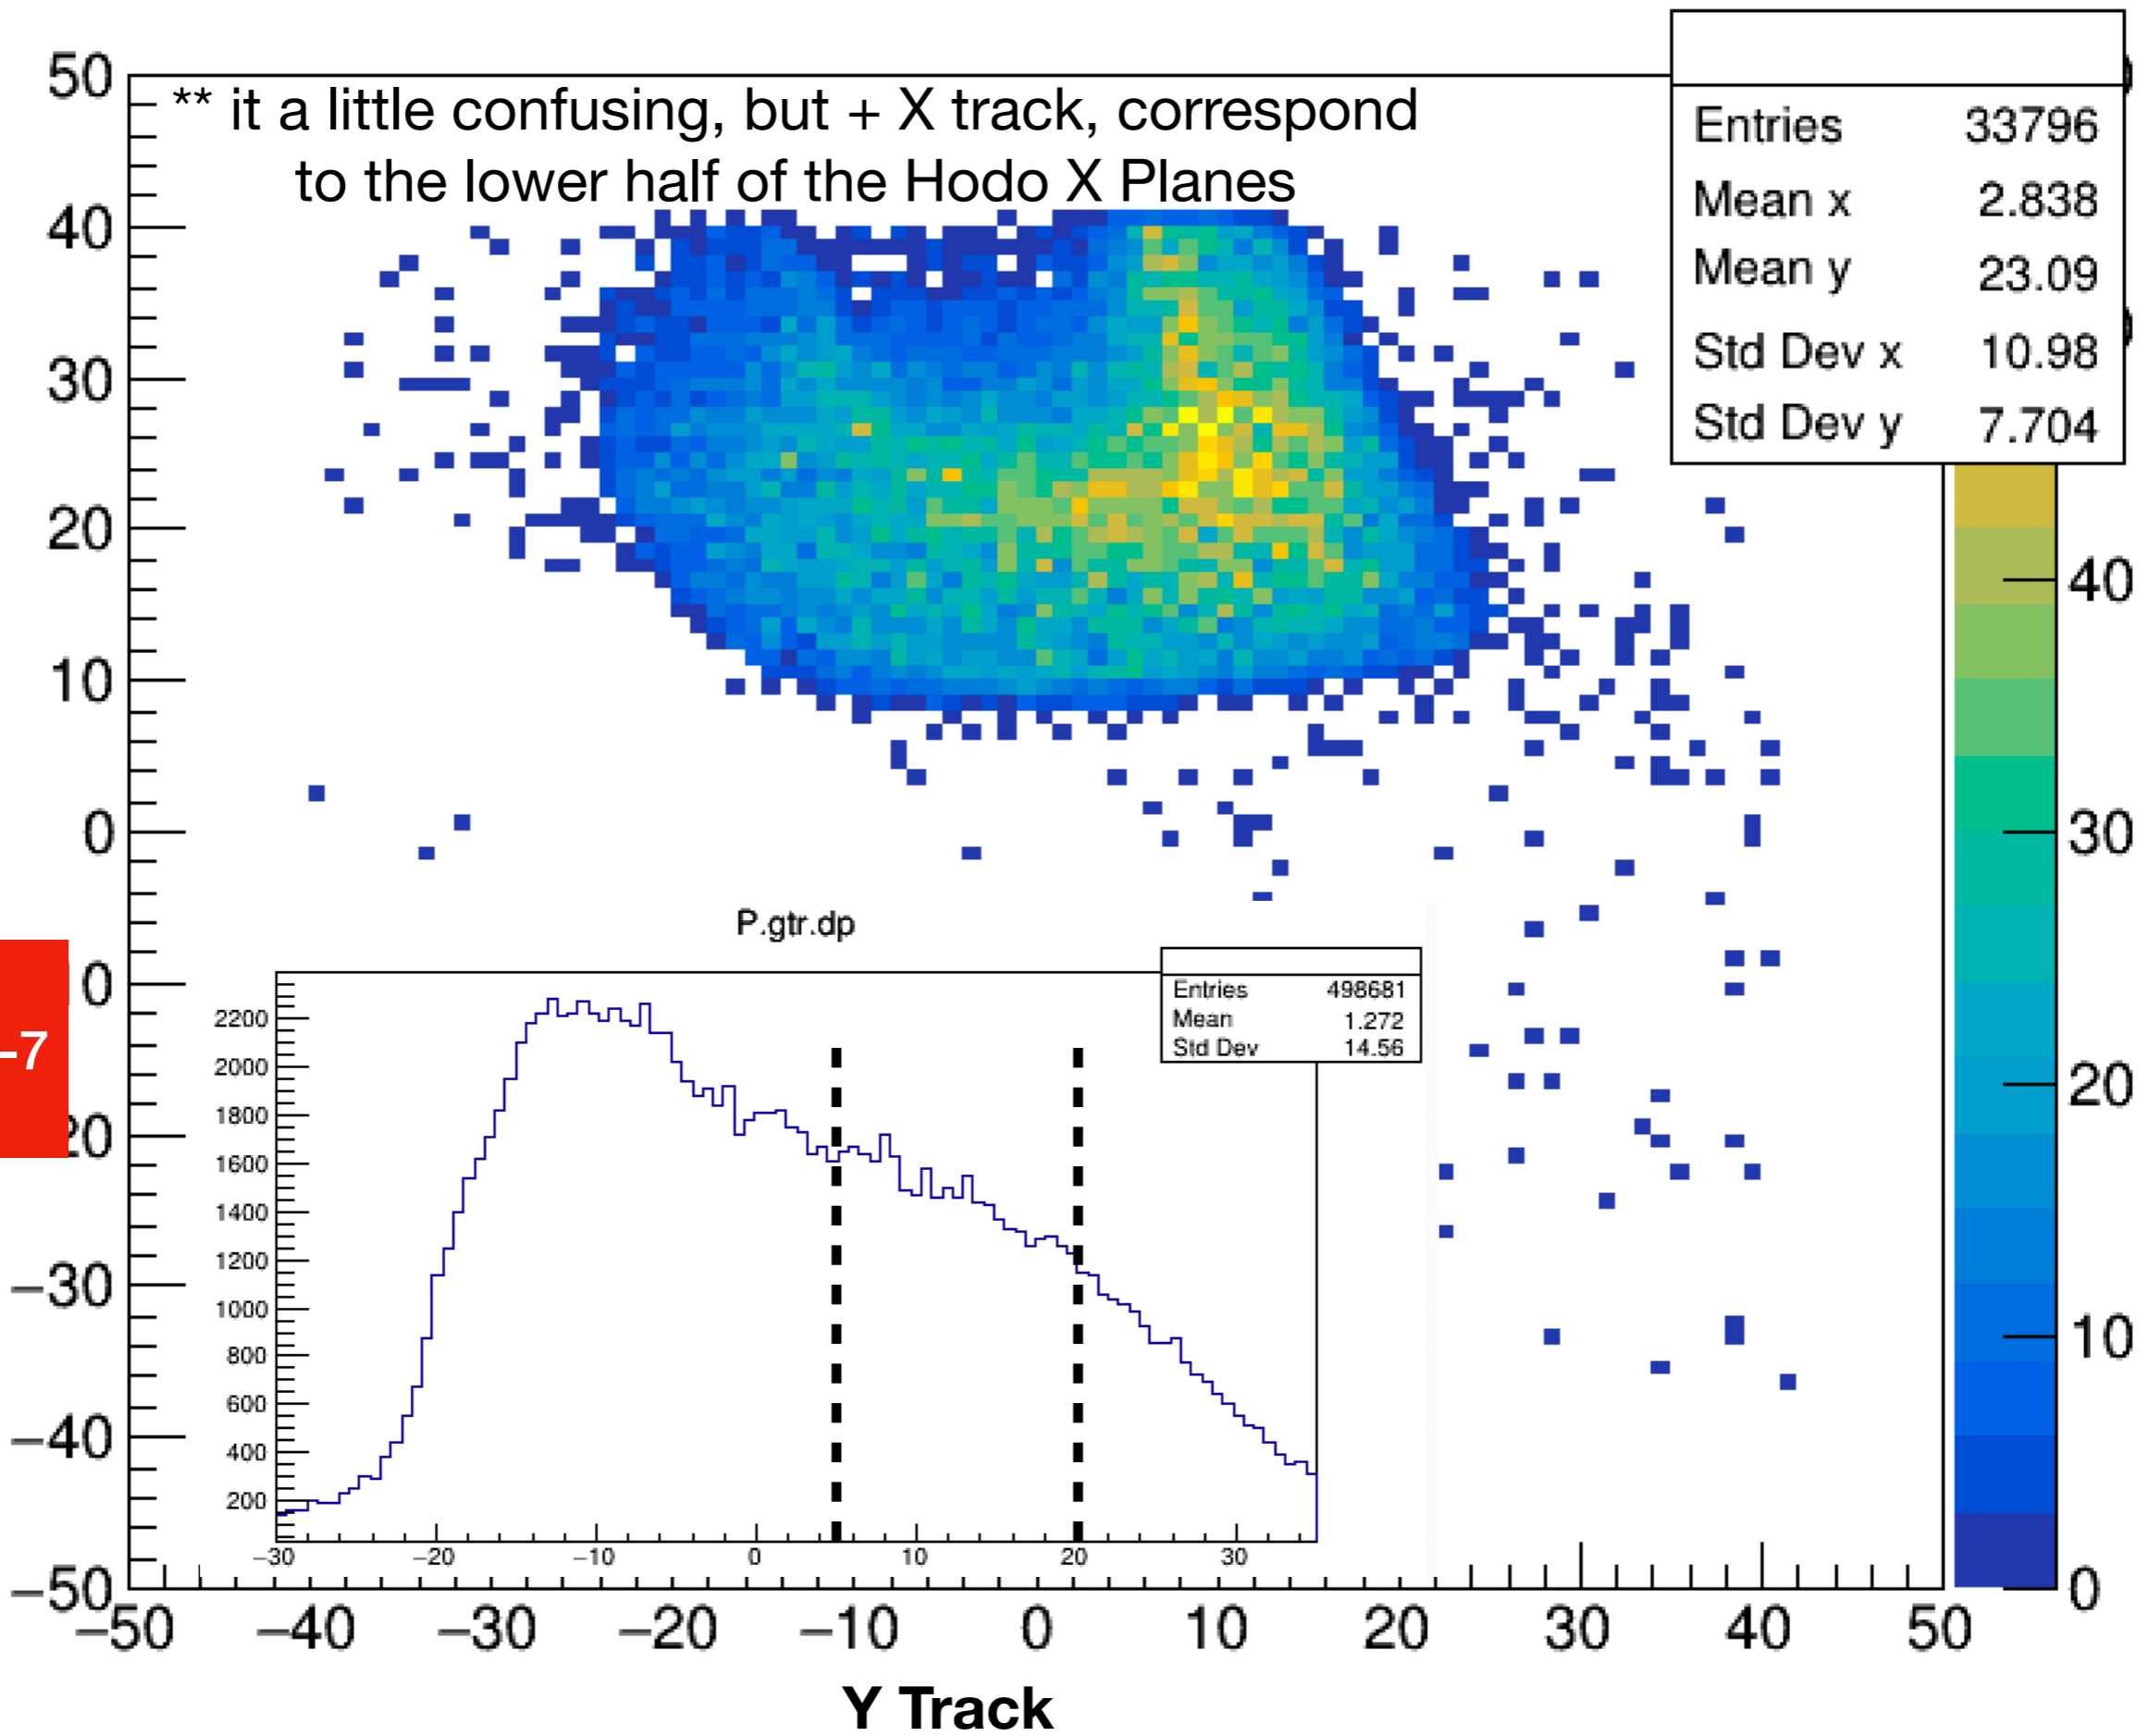 ** it a little confusing, but + X track, correspond
to the lower half of the Hodo X Planes
Entries 33796
Mean x 2.838
Mean y 23.09
Std Dev x 10.98
Std Dev y 7.704
50
40
30
20
10
0
0
20
−30
−40
−50
-7
40
30
20
10
0
P.gtr.dp
Entries 498681
Mean 1.272
Std Dev 14.56
2200
2000
1800
1600
1400
1200
1000
800
600
400
200
−30 −20 −10 0 10 20 30
−50 −40 −30 −20 −10 0 10 20 30 40 50
Y Track